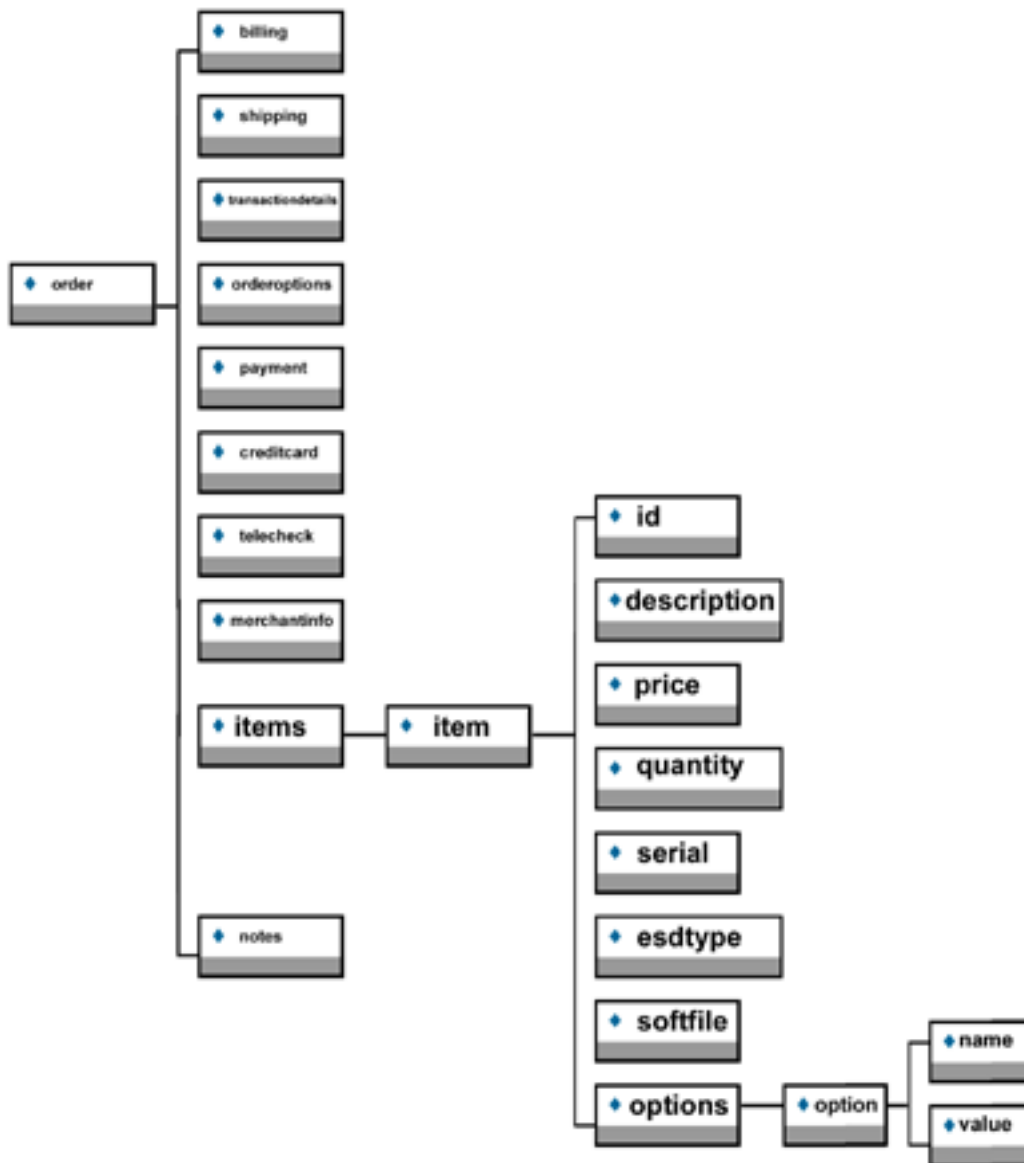 billing
shipping
transactiondetails
order
orderoptions
payment
creditcard
telecheck
merchantinfo
items
item
id
description
price
quantity
serial
esdtype
softfile
options
option
name
value
notes